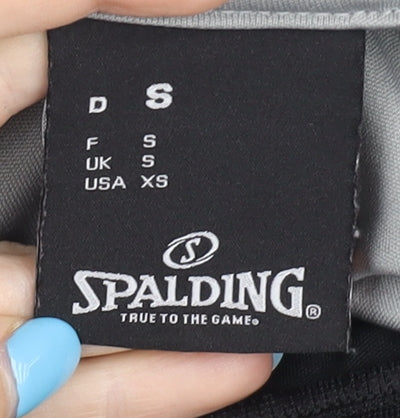 D S
F S
UK S
USA XS
S
SPALDING®
TRUE TO THE GAME®